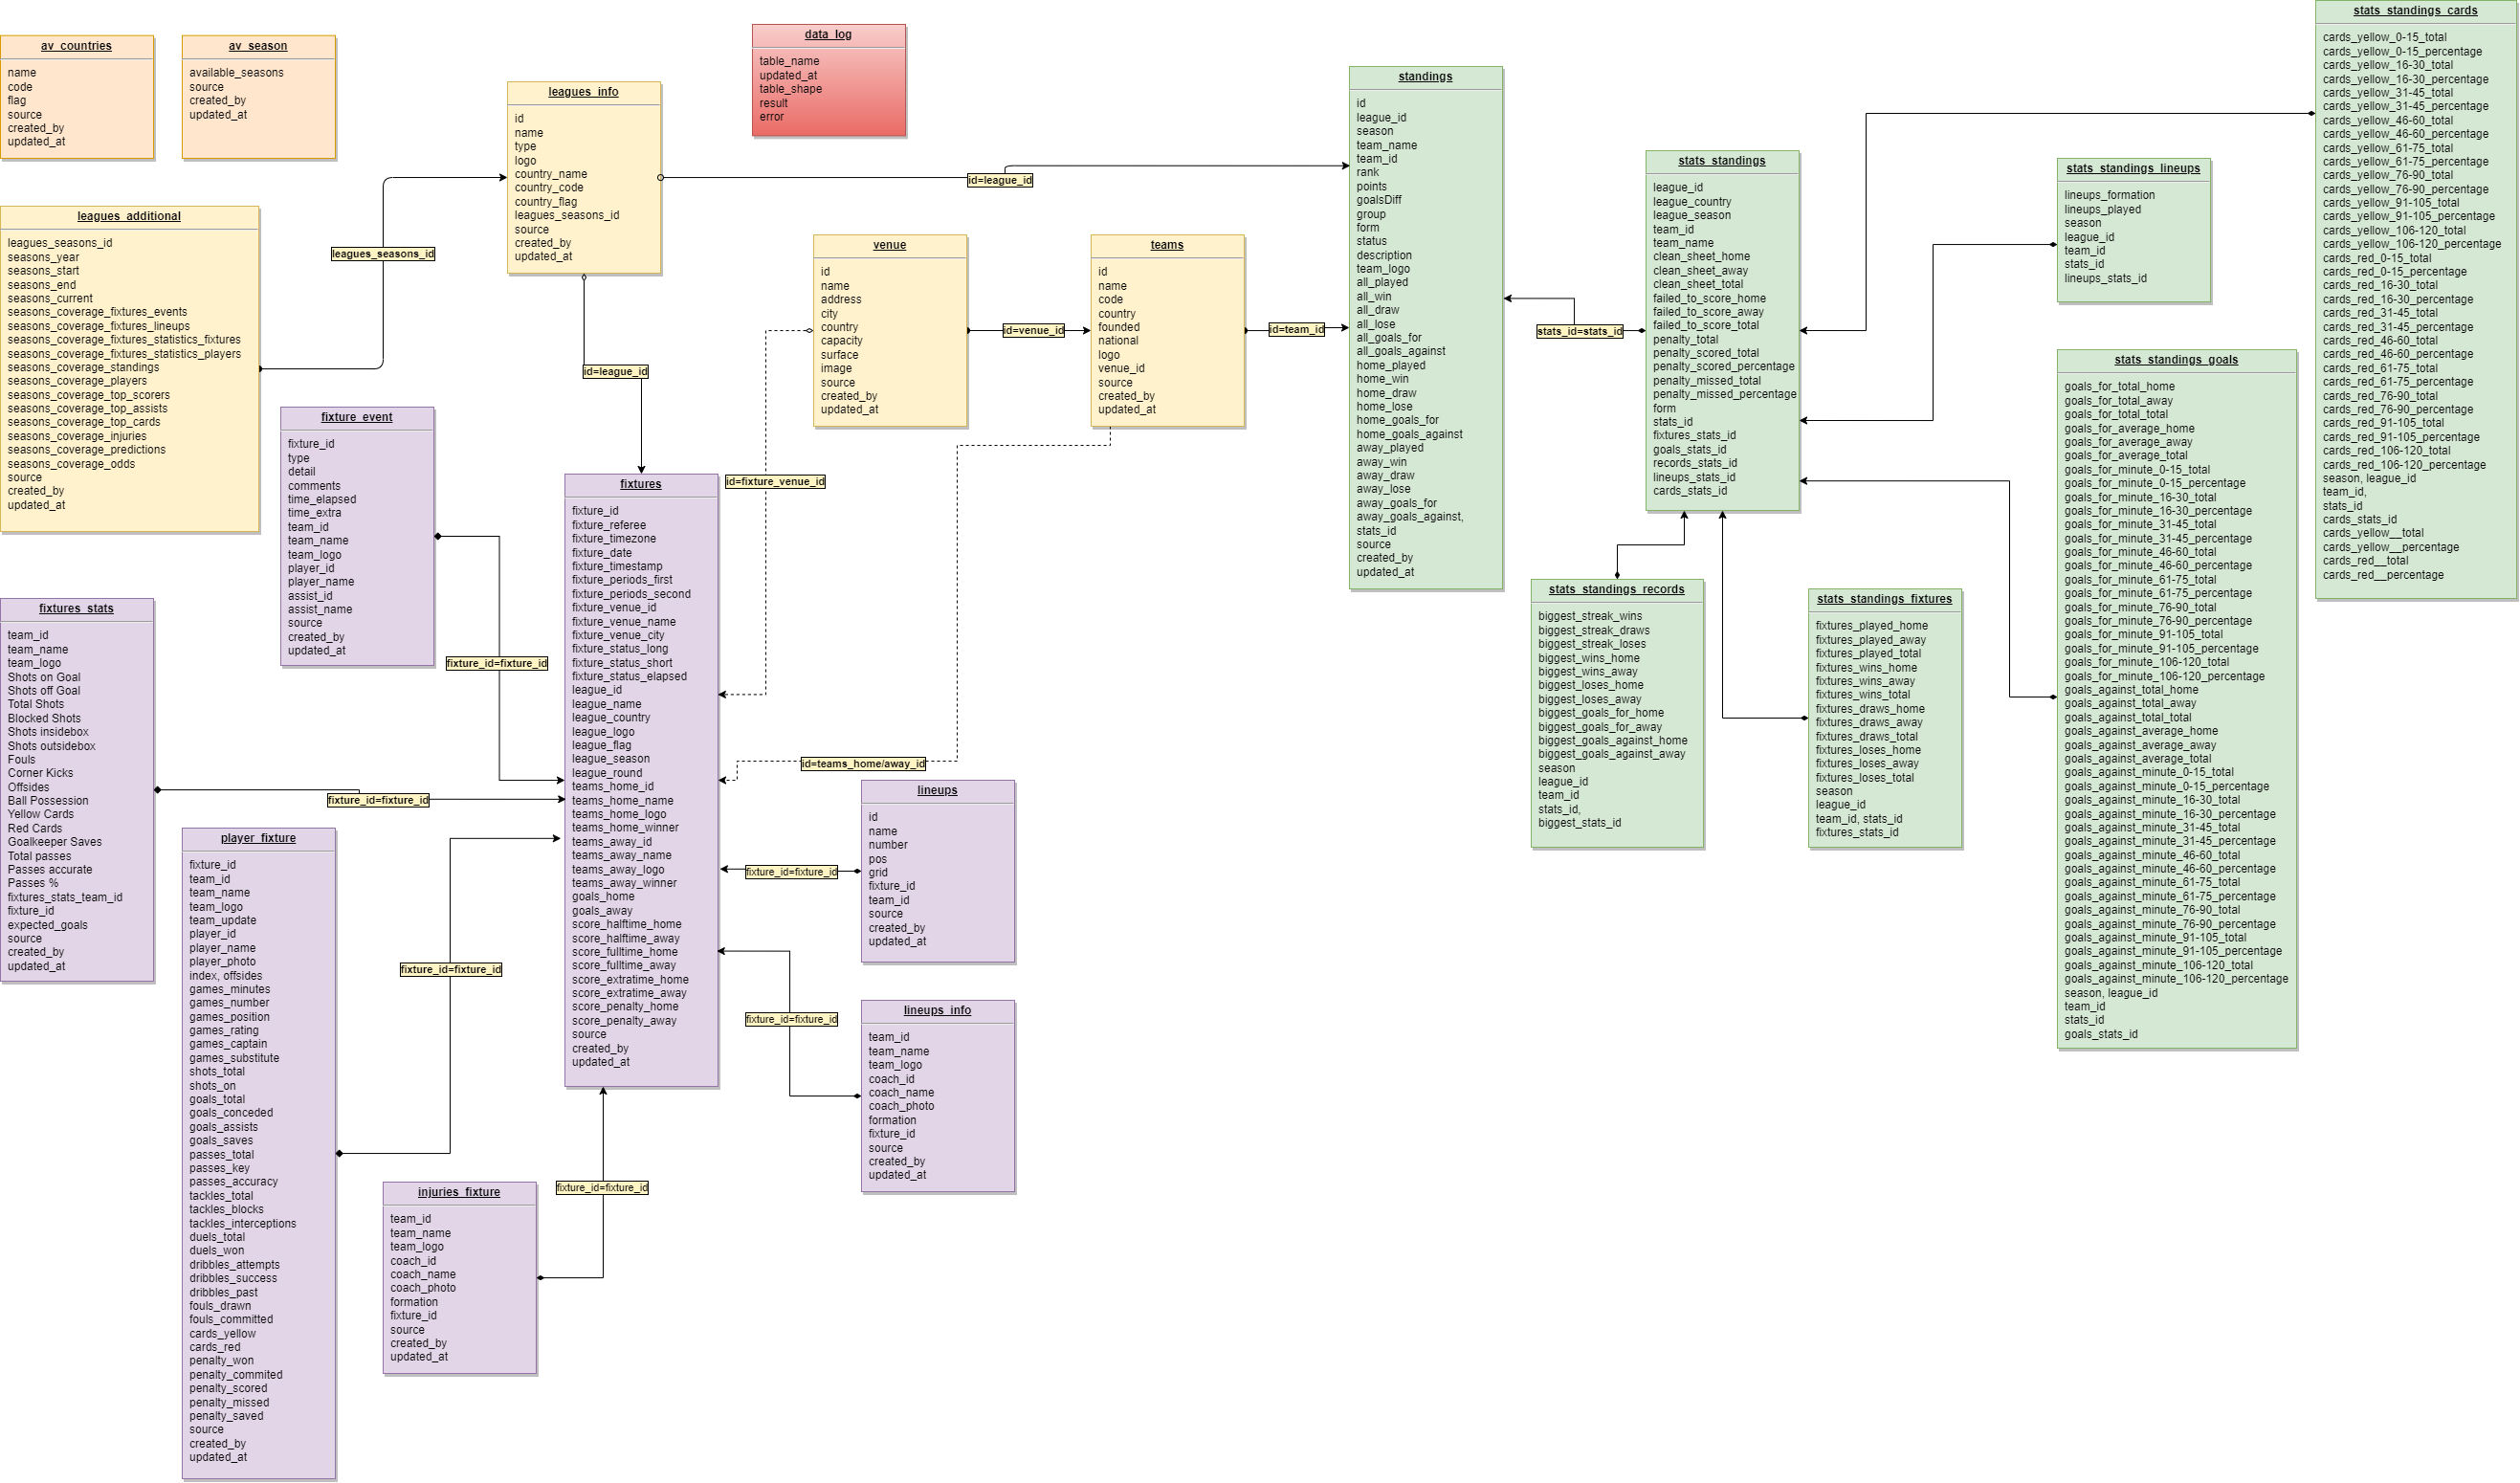 av_countries
name
code
flag
source
created_by
updated_at
av_season
available_seasons
source
created_by
updated_at
leagues_additional
leagues_seasons_id
seasons_year
seasons_start
seasons_end
seasons_current
seasons_coverage_fixtures_events
seasons_coverage_fixtures_lineups
seasons_coverage_fixtures_statistics_fixtures
seasons_coverage_fixtures_statistics_players
seasons_coverage_standings
seasons_coverage_players
seasons_coverage_top_scorers
seasons_coverage_top_assists
seasons_coverage_top_cards
seasons_coverage_injuries
seasons_coverage_predictions
seasons_coverage_odds
source
created_by
updated_at
leagues_seasons_id
leagues_info
id
name
type
logo
country_name
country_code
country_flag
leagues_seasons_id
source
created_by
updated_at
id=league_id
id=league_id
data_log
table_name
updated_at
table_shape
result
error
venue
id
name
address
city
country
capacity
surface
image
source
created_by
updated_at
id=venue_id
teams
id
name
code
country
founded
national
logo
venue_id
source
created_by
updated_at
id=team_id
id=fixture_venue_id
id=teams_home/away_id
standings
id
league_id
season
team_name
team_id
rank
points
goalsDiff
group
form
status
description
team_logo
all_played
all_win
all_draw
all_lose
all_goals_for
all_goals_against
home_played
home_win
home_draw
home_lose
home_goals_for
home_goals_against
away_played
away_win
away_draw
away_lose
away_goals_for
away_goals_against,
stats_id
source
created_by
updated_at
stats_id=stats_id
stats_standings
league_id
league_country
league_season
team_id
team_name
clean_sheet_home
clean_sheet_away
clean_sheet_total
failed_to_score_home
failed_to_score_away
failed_to_score_total
penalty_total
penalty_scored_total
penalty_scored_percentage
penalty_missed_total
penalty_missed_percentage
form
stats_id
fixtures_stats_id
goals_stats_id
records_stats_id
lineups_stats_id
cards_stats_id
stats_standings_lineups
lineups_formation
lineups_played
season
league_id
team_id
stats_id
lineups_stats_id
stats_standings_cards
cards_yellow_0-15_total
cards_yellow_0-15_percentage
cards_yellow_16-30_total
cards_yellow_16-30_percentage
cards_yellow_31-45_total
cards_yellow_31-45_percentage
cards_yellow_46-60_total
cards_yellow_46-60_percentage
cards_yellow_61-75_total
cards_yellow_61-75_percentage
cards_yellow_76-90_total
cards_yellow_76-90_percentage
cards_yellow_91-105_total
cards_yellow_91-105_percentage
cards_yellow_106-120_total
cards_yellow_106-120_percentage
cards_red_0-15_total
cards_red_0-15_percentage
cards_red_16-30_total
cards_red_16-30_percentage
cards_red_31-45_total
cards_red_31-45_percentage
cards_red_46-60_total
cards_red_46-60_percentage
cards_red_61-75_total
cards_red_61-75_percentage
cards_red_76-90_total
cards_red_76-90_percentage
cards_red_91-105_total
cards_red_91-105_percentage
cards_red_106-120_total
cards_red_106-120_percentage
season, league_id
team_id,
stats_id
cards_stats_id
cards_yellow__total
cards_yellow__percentage
cards_red__total
cards_red__percentage
stats_standings_goals
goals_for_total_home
goals_for_total_away
goals_for_total_total
goals_for_average_home
goals_for_average_away
goals_for_average_total
goals_for_minute_0-15_total
goals_for_minute_0-15_percentage
goals_for_minute_16-30_total
goals_for_minute_16-30_percentage
goals_for_minute_31-45_total
goals_for_minute_31-45_percentage
goals_for_minute_46-60_total
goals_for_minute_46-60_percentage
goals_for_minute_61-75_total
goals_for_minute_61-75_percentage
goals_for_minute_76-90_total
goals_for_minute_76-90_percentage
goals_for_minute_91-105_total
goals_for_minute_91-105_percentage
goals_for_minute_106-120_total
goals_for_minute_106-120_percentage
goals_against_total_home
goals_against_total_away
goals_against_total_total
goals_against_average_home
goals_against_average_away
goals_against_average_total
goals_against_minute_0-15_total
goals_against_minute_0-15_percentage
goals_against_minute_16-30_total
goals_against_minute_16-30_percentage
goals_against_minute_31-45_total
goals_against_minute_31-45_percentage
goals_against_minute_46-60_total
goals_against_minute_46-60_percentage
goals_against_minute_61-75_total
goals_against_minute_61-75_percentage
goals_against_minute_76-90_total
goals_against_minute_76-90_percentage
goals_against_minute_91-105_total
goals_against_minute_91-105_percentage
goals_against_minute_106-120_total
goals_against_minute_106-120_percentage
season, league_id
team_id
stats_id
goals_stats_id
stats_standings_records
biggest_streak_wins
biggest_streak_draws
biggest_streak_loses
biggest_wins_home
biggest_wins_away
biggest_loses_home
biggest_loses_away
biggest_goals_for_home
biggest_goals_for_away
biggest_goals_against_home
biggest_goals_against_away
season
league_id
team_id
stats_id,
biggest_stats_id
stats_standings_fixtures
fixtures_played_home
fixtures_played_away
fixtures_played_total
fixtures_wins_home
fixtures_wins_away
fixtures_wins_total
fixtures_draws_home
fixtures_draws_away
fixtures_draws_total
fixtures_loses_home
fixtures_loses_away
fixtures_loses_total
season
league_id
team_id, stats_id
fixtures_stats_id
fixture_event
fixture_id
type
detail
comments
time_elapsed
time_extra
team_id
team_name
team_logo
player_id
player_name
assist_id
assist_name
source
created_by
updated_at
fixture_id=fixture_id
fixtures_stats
team_id
team_name
team_logo
Shots on Goal
Shots off Goal
Total Shots
Blocked Shots
Shots insidebox
Shots outsidebox
Fouls
Corner Kicks
Offsides
Ball Possession
Yellow Cards
Red Cards
Goalkeeper Saves
Total passes
Passes accurate
Passes %
fixtures_stats_team_id
fixture_id
expected_goals
source
created_by
updated_at
fixture_id=fixture_id
player_fixture
fixture_id
team_id
team_name
team_logo
team_update
player_id
player_name
player_photo
index, offsides
games_minutes
games_number
games_position
games_rating
games_captain
games_substitute
shots_total
shots_on
goals_total
goals_conceded
goals_assists
goals_saves
passes_total
passes_key
passes_accuracy
tackles_total
tackles_blocks
tackles_interceptions
duels_total
duels_won
dribbles_attempts
dribbles_success
dribbles_past
fouls_drawn
fouls_committed
cards_yellow
cards_red
penalty_won
penalty_commited
penalty_scored
penalty_missed
penalty_saved
source
created_by
updated_at
fixture_id=fixture_id
fixtures
fixture_id
fixture_referee
fixture_timezone
fixture_date
fixture_timestamp
fixture_periods_first
fixture_periods_second
fixture_venue_id
fixture_venue_name
fixture_venue_city
fixture_status_long
fixture_status_short
fixture_status_elapsed
league_id
league_name
league_country
league_logo
league_flag
league_season
league_round
teams_home_id
teams_home_name
teams_home_logo
teams_home_winner
teams_away_id
teams_away_name
teams_away_logo
teams_away_winner
goals_home
goals_away
score_halftime_home
score_halftime_away
score_fulltime_home
score_fulltime_away
score_extratime_home
score_extratime_away
score_penalty_home
score_penalty_away
source
created_by
updated_at
lineups
id
name
number
pos
grid
fixture_id
team_id
source
created_by
updated_at
fixture_id=fixture_id
lineups_info
team_id
team_name
team_logo
coach_id
coach_name
coach_photo
formation
fixture_id
source
created_by
updated_at
fixture_id=fixture_id
injuries_fixture
team_id
team_name
team_logo
coach_id
coach_name
coach_photo
formation
fixture_id
source
created_by
updated_at
fixture_id=fixture_id